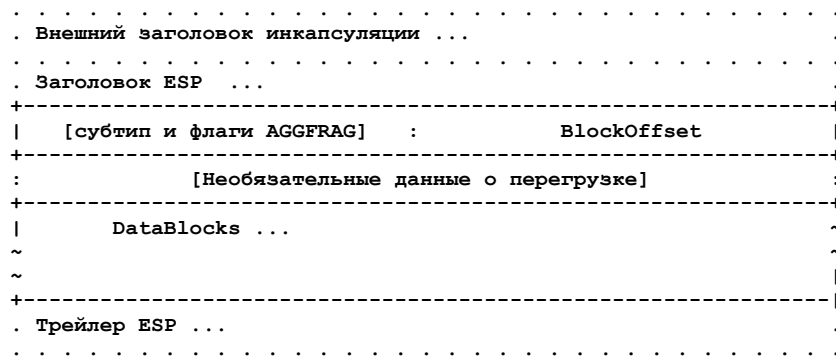 . . . . . . . . . . . . . . . . . . . . . . . . . . . . . . . . .
. Внешний заголовок инкапсуляции ...                            .
. . . . . . . . . . . . . . . . . . . . . . . . . . . . . . . . .
. Заголовок ESP  ...                                            .
+---------------------------------------------------------------+
|   [субтип и флаги AGGFRAG]   :           BlockOffset          |
+---------------------------------------------------------------+
:             [Необязательные данные о перегрузке]              :
+---------------------------------------------------------------+
|       DataBlocks ...                                          ~
~                                                               ~
~                                                               |
+---------------------------------------------------------------|
. Трейлер ESP ...                                               .
. . . . . . . . . . . . . . . . . . . . . . . . . . . . . . . . .